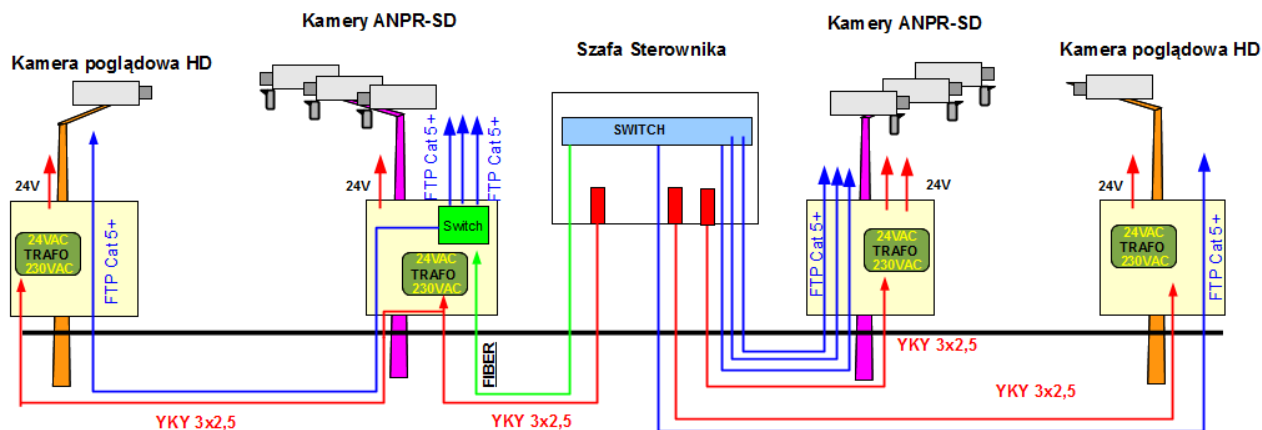 Kamery ANPR-SD
Kamery ANPR-SD
Kamera poglądowa HD
Szafa Sterownika
Kamera poglądowa HD
SWITCH
24V
FTP Cat 5+
24V
FTP Cat 5+
FTP Cat 5+
24V
24V
Switch
24VAC
TRAFO
230VAC
24VAC
TRAFO
230VAC
FTP Cat 5+
24VAC
TRAFO
230VAC
24VAC
TRAFO
230VAC
FTP Cat 5+
FIBER
YKY 3x2,5
YKY 3x2,5
YKY 3x2,5
YKY 3x2,5